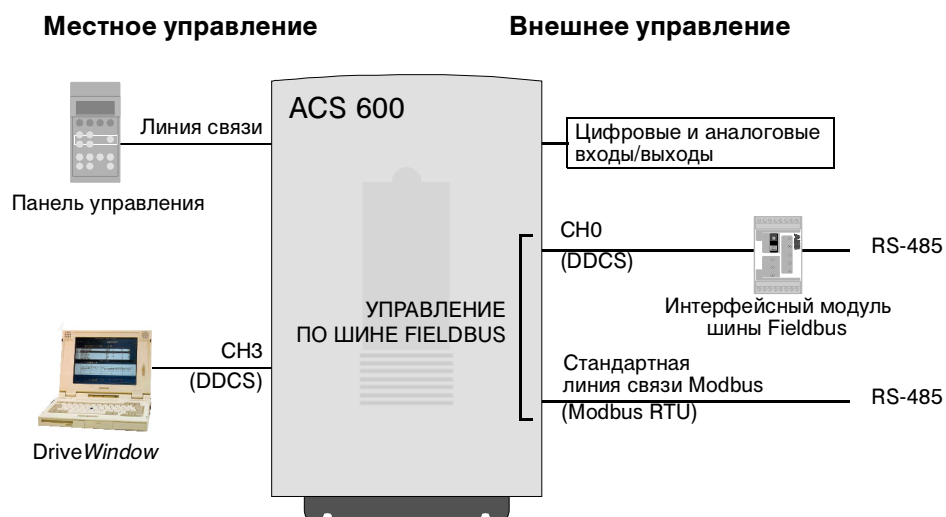 Местное управление
Внешнее управление
ACS 600
Линия связи
Цифровые и аналоговые
входы/выходы
Панель управления
CH0
(DDCS)
RS-485
Интерфейсный модуль
шины Fieldbus
УПРАВЛЕНИЕ
ПО ШИНЕ FIELDBUS
CH3
(DDCS)
Стандартная
линия связи Modbus
(Modbus RTU)
RS-485
DriveWindow